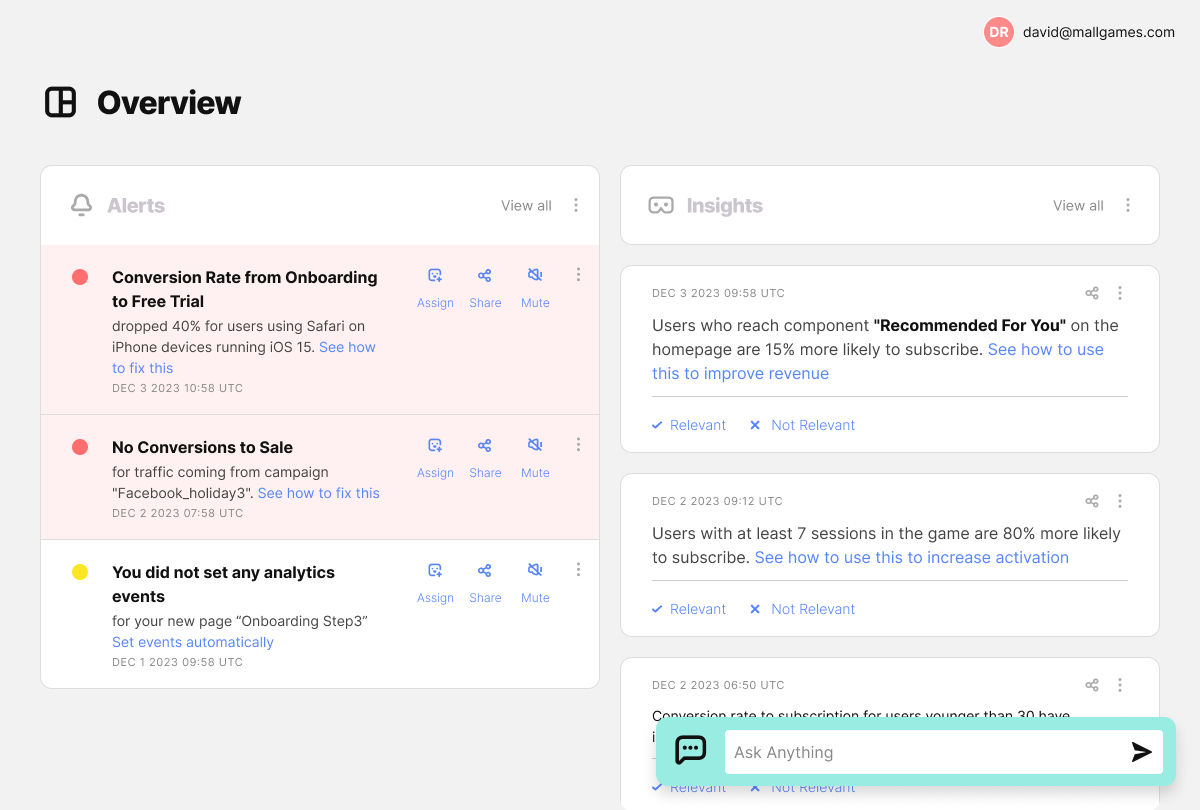 DR david@mallgames.com
Overview
Alerts View all
Conversion Rate from Onboarding
to Free Trial
dropped 40% for users using Safari on
iPhone devices running iOS 15. See how
to fix this
DEC 3 2023 10:58 UTC
Assign Share Mute
No Conversions to Sale
for traffic coming from campaign
"Facebook_holiday3". See how to fix this
DEC 2 2023 07:58 UTC
Assign Share Mute
You did not set any analytics
events
for your new page “Onboarding Step3”
Set events automatically
DEC 1 2023 09:58 UTC
Assign Share Mute
Insights View all
DEC 3 2023 09:58 UTC
Users who reach component "Recommended For You" on the
homepage are 15% more likely to subscribe. See how to use
this to improve revenue
Relevant Not Relevant
DEC 2 2023 09:12 UTC
Users with at least 7 sessions in the game are 80% more likely
to subscribe. See how to use this to increase activation
Relevant Not Relevant
DEC 2 2023 06:50 UTC
Conversion rate to subscription for users younger than 30 have
Ask Anything
Relevant Not Relevant